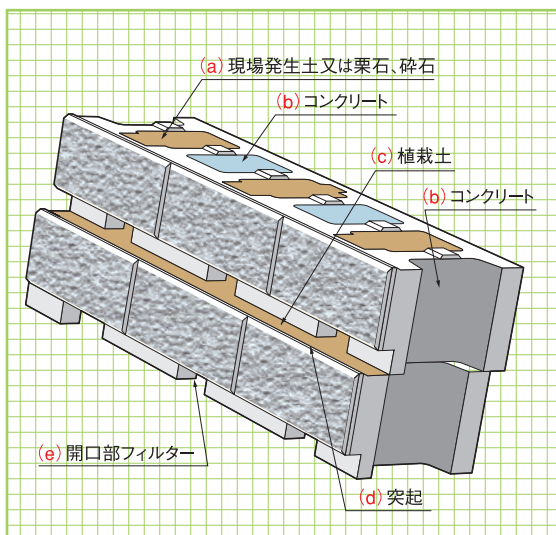 (a) 現場発生土又は栗石、砕石
(b) コンクリート
(c) 植栽土
(b) コンクリート
(e) 開口部フィルター
(d) 突起